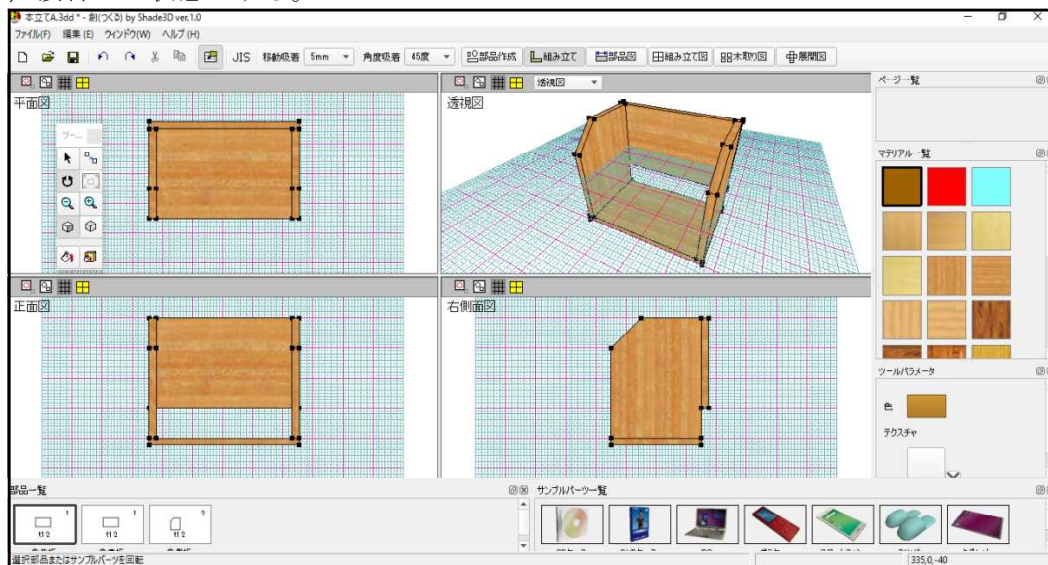 本立てA.3dd * - 創(つくる) by Shade3D ver.1.0
ファイル(F) 編集(E) ウィンドウ(W) ヘルプ(H)
JIS 移動吸着 5mm 角度吸着 45度 部品作成 組み立て 部品図 組み立て図 木取り図 展開図
透視図
平面図
透視図
ツー...
正面図
右側面図
ページ一覧
マテリアル一覧
ツールパラメータ
色
テクスチャ
部品一覧
サンプルパーツ一覧
1
t12
1
t12
2
t12
選択部品またはサンプルパーツを回転
335,0,-40